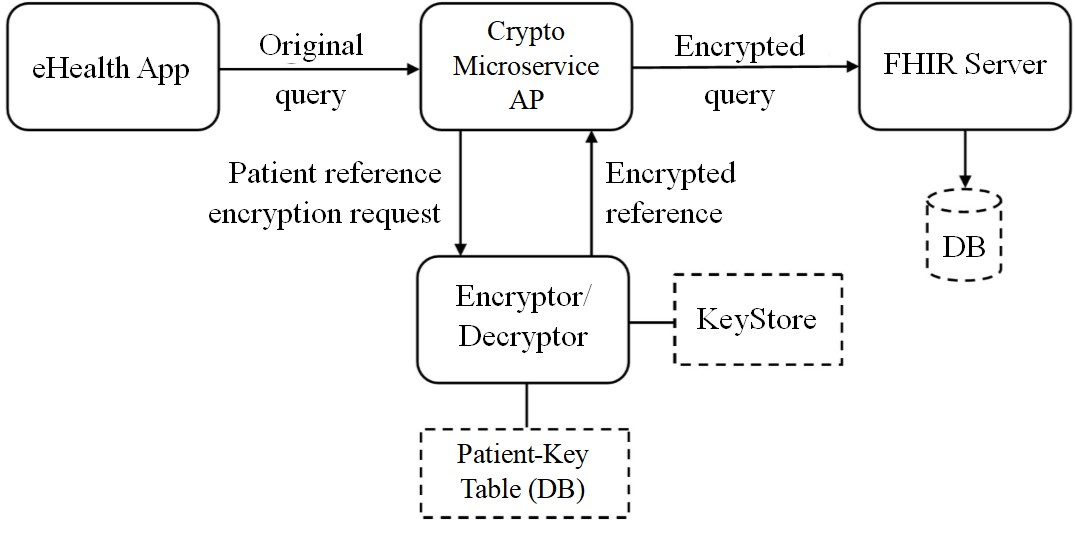 eHealth App
Original
query
Crypto
Microservice
AP
Encrypted
query
FHIR Server
Patient reference
encryption request
Encrypted
reference
DB
Encryptor/
Decryptor
KeyStore
Patient-Key
Table (DB)